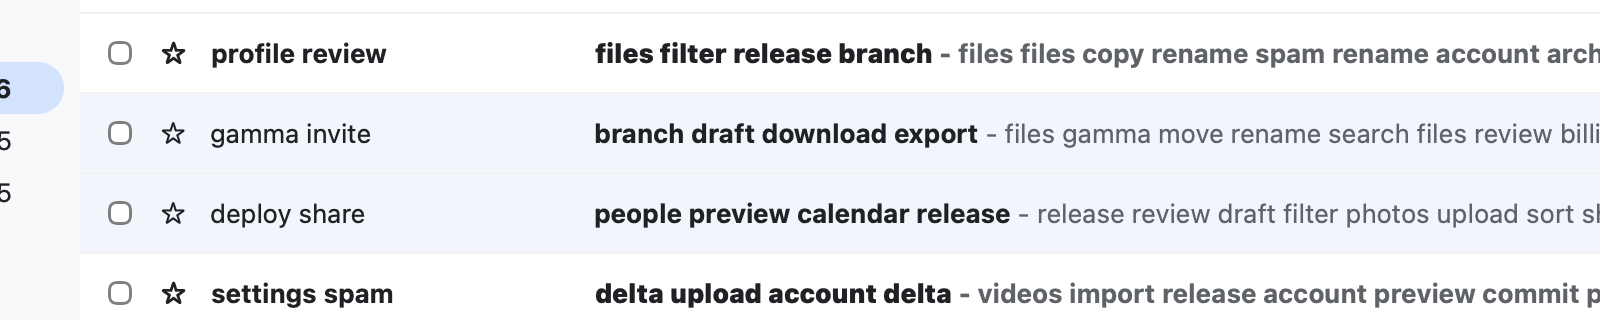 profile review files filter release branch - files files copy rename spam rename account arch
6
gamma invite branch draft download export - files gamma move rename search files review billi
5
deploy share people preview calendar release - release review draft filter photos upload sort sh
5
settings spam delta upload account delta - videos import release account preview commit p